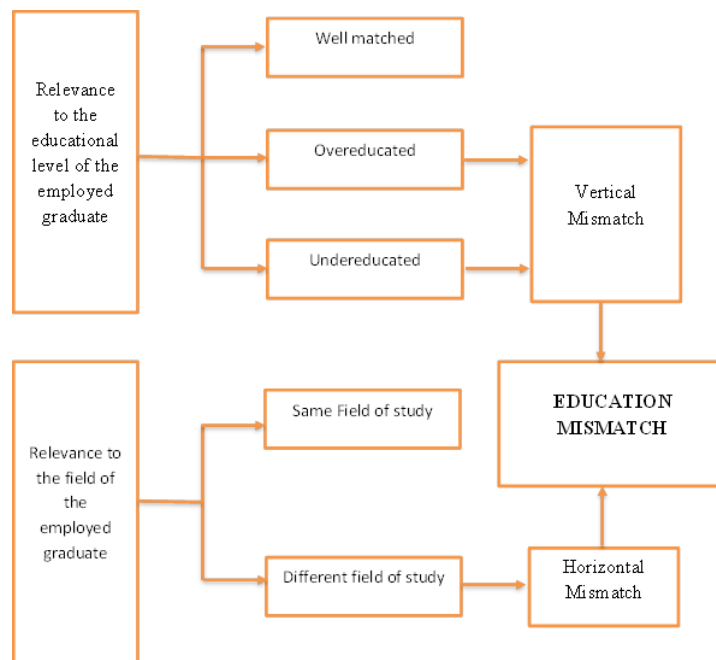 Well matched
Relevance
to the
educational
level of the
employed
graduate
Overeducated
Vertical
Mismatch
Undereducated
EDUCATION
MISMATCH
Same Field of study
Relevance to
the field of
the
employed
graduate
Different field of study
Horizontal
Mismatch